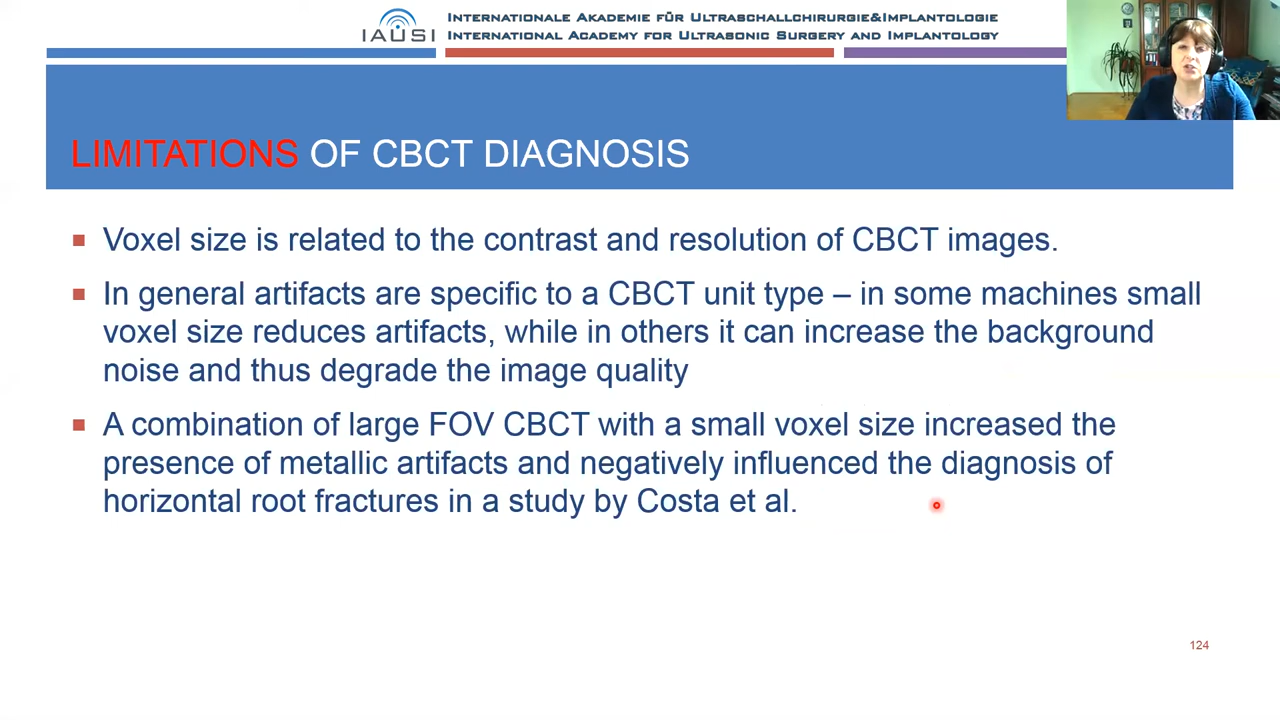 IAUSI
INTERNATIONALE AKADEMIE FÜR ULTRASCHALLCHIRURGIE&IMPLANTOLOGIE
INTERNATIONAL ACADEMY FOR ULTRASONIC SURGERY AND IMPLANTOLOGY
LIMITATIONS OF CBCT DIAGNOSIS
Voxel size is related to the contrast and resolution of CBCT images.
In general artifacts are specific to a CBCT unit type – in some machines small
voxel size reduces artifacts, while in others it can increase the background
noise and thus degrade the image quality
A combination of large FOV CBCT with a small voxel size increased the
presence of metallic artifacts and negatively influenced the diagnosis of
horizontal root fractures in a study by Costa et al.
124